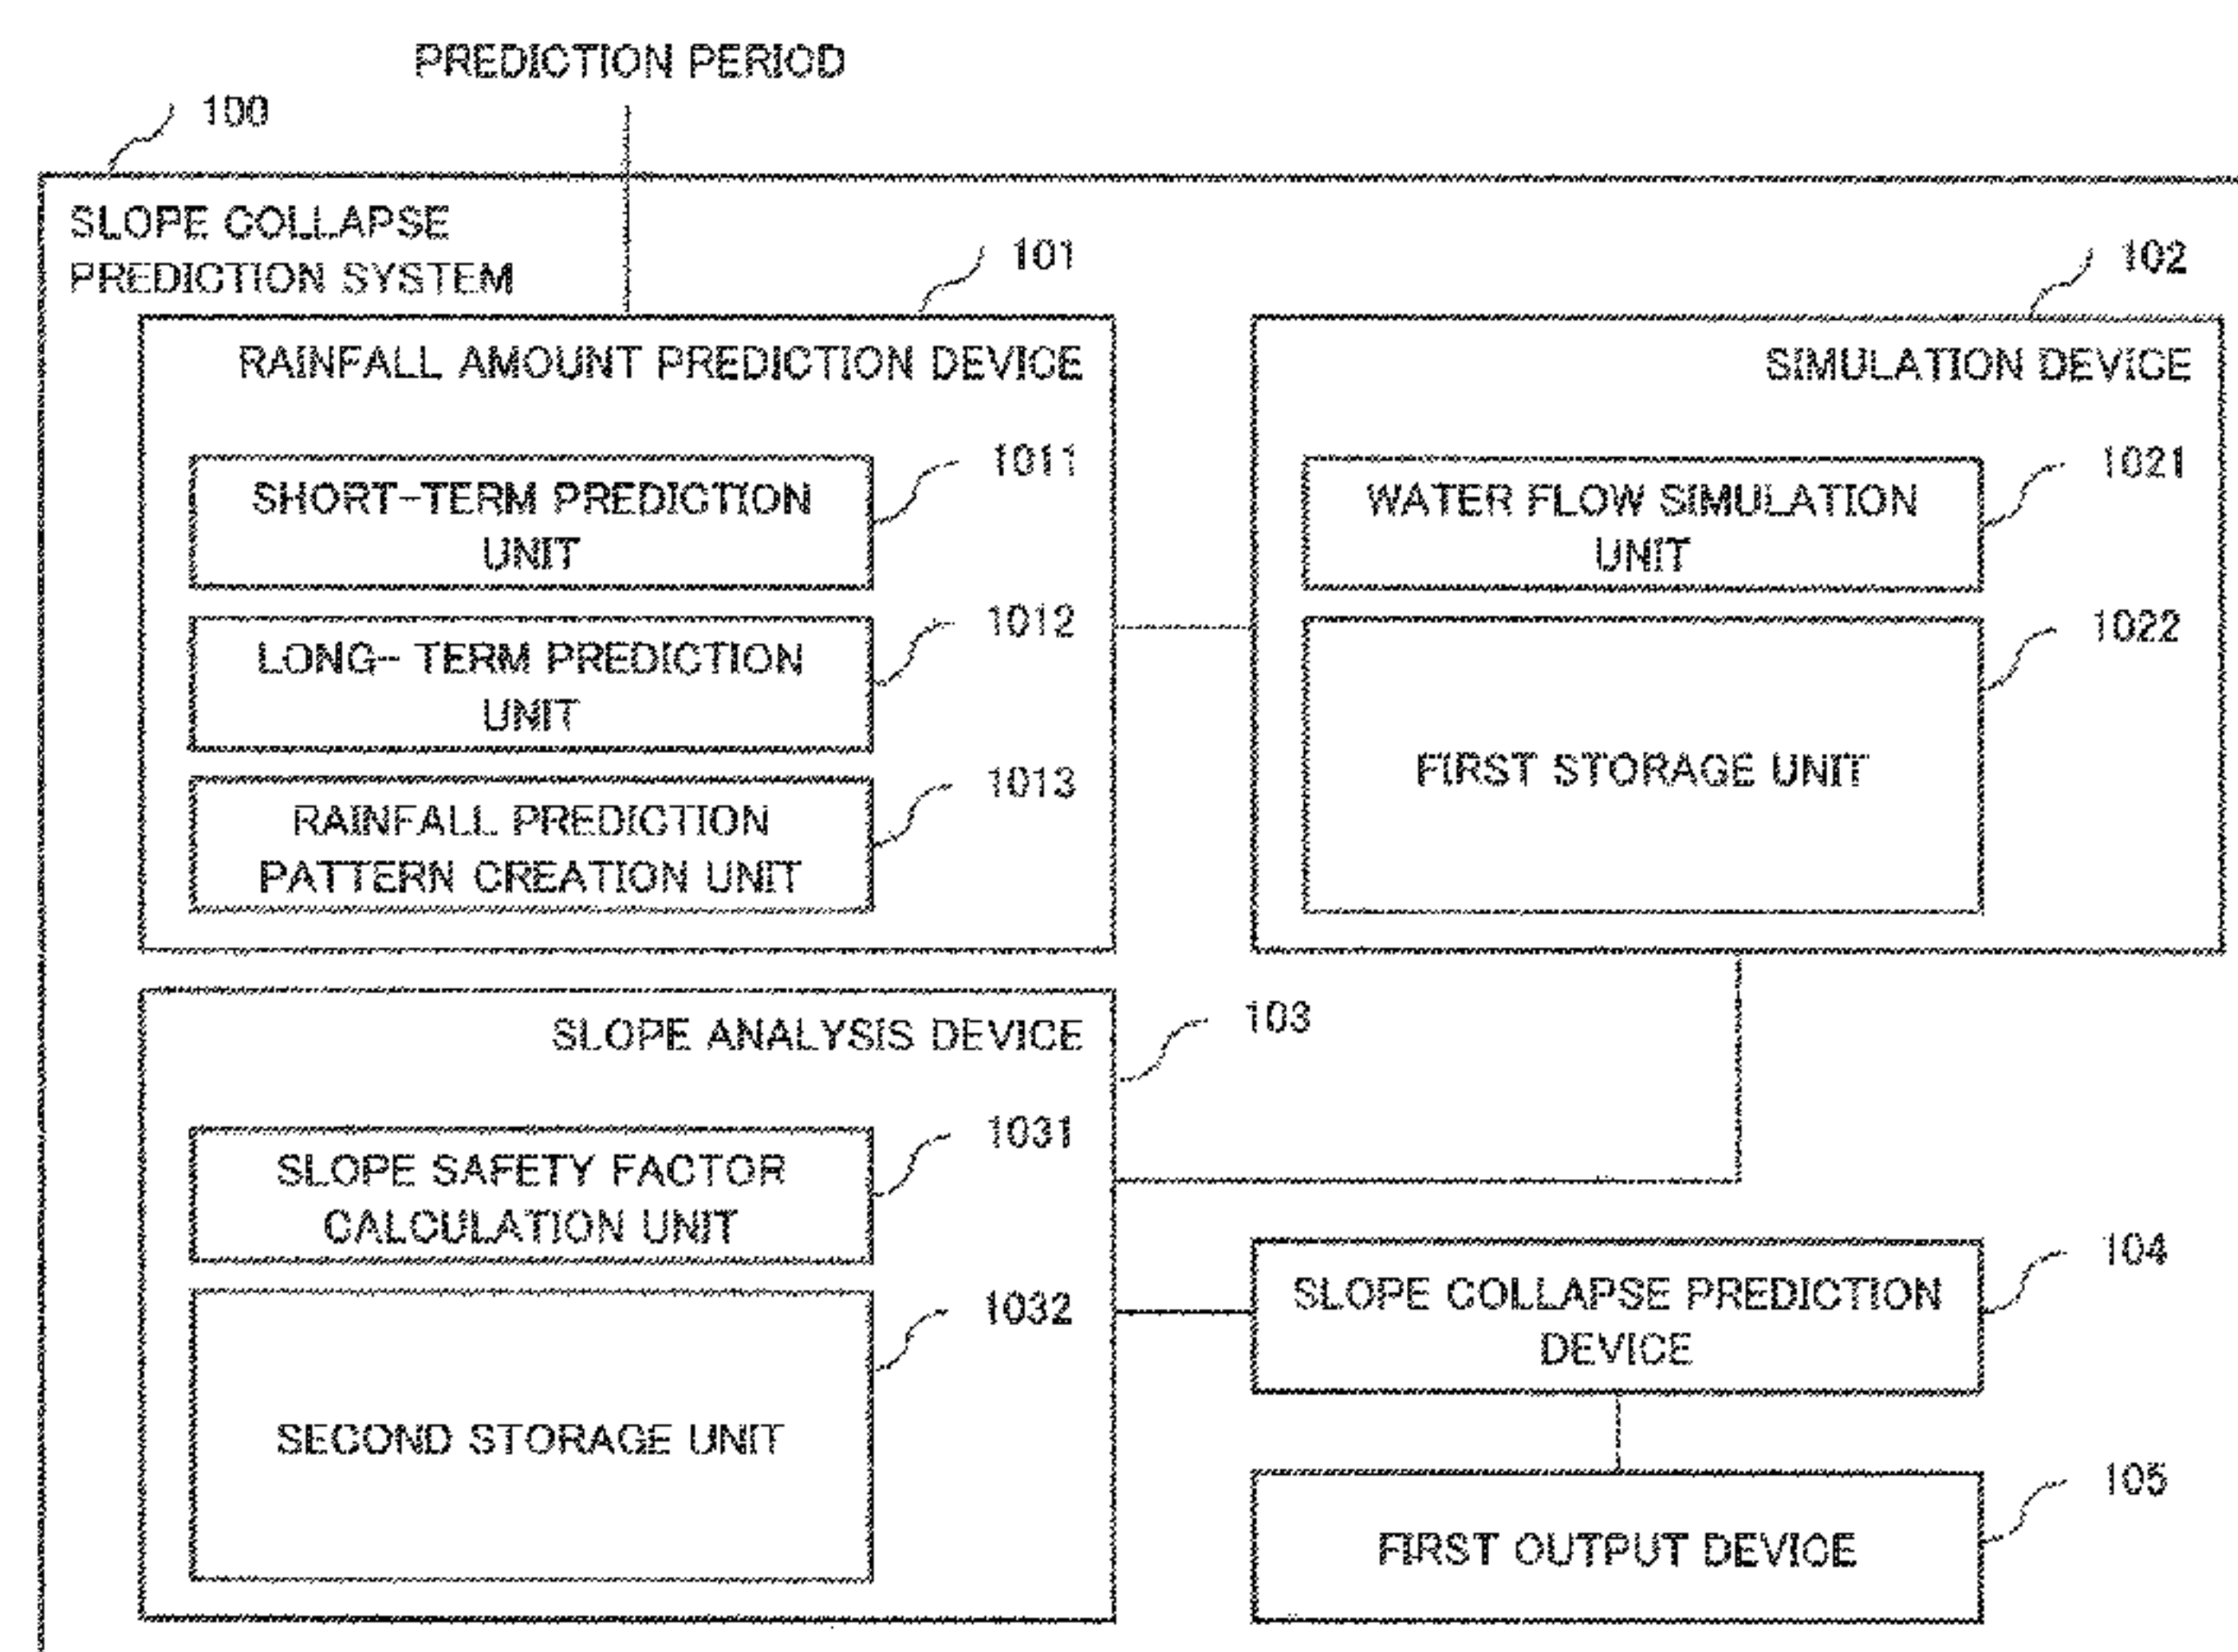 PREDICTION PERIOD
100
SLOPE COLLAPSE
PREDICTION SYSTEM
101
RAINFALL AMOUNT PREDICTION DEVICE
SHORT-TERM PREDICTION
UNIT
1011
LONG- TERM PREDICTION
UNIT
1012
RAINFALL PREDICTION
PATTERN CREATION UNIT
1013
102
SIMULATION DEVICE
WATER FLOW SIMULATION
UNIT
1021
FIRST STORAGE UNIT
1022
SLOPE ANALYSIS DEVICE
103
SLOPE SAFETY FACTOR
CALCULATION UNIT
1031
SECOND STORAGE UNIT
1032
SLOPE COLLAPSE PREDICTION
DEVICE
104
FIRST OUTPUT DEVICE
105